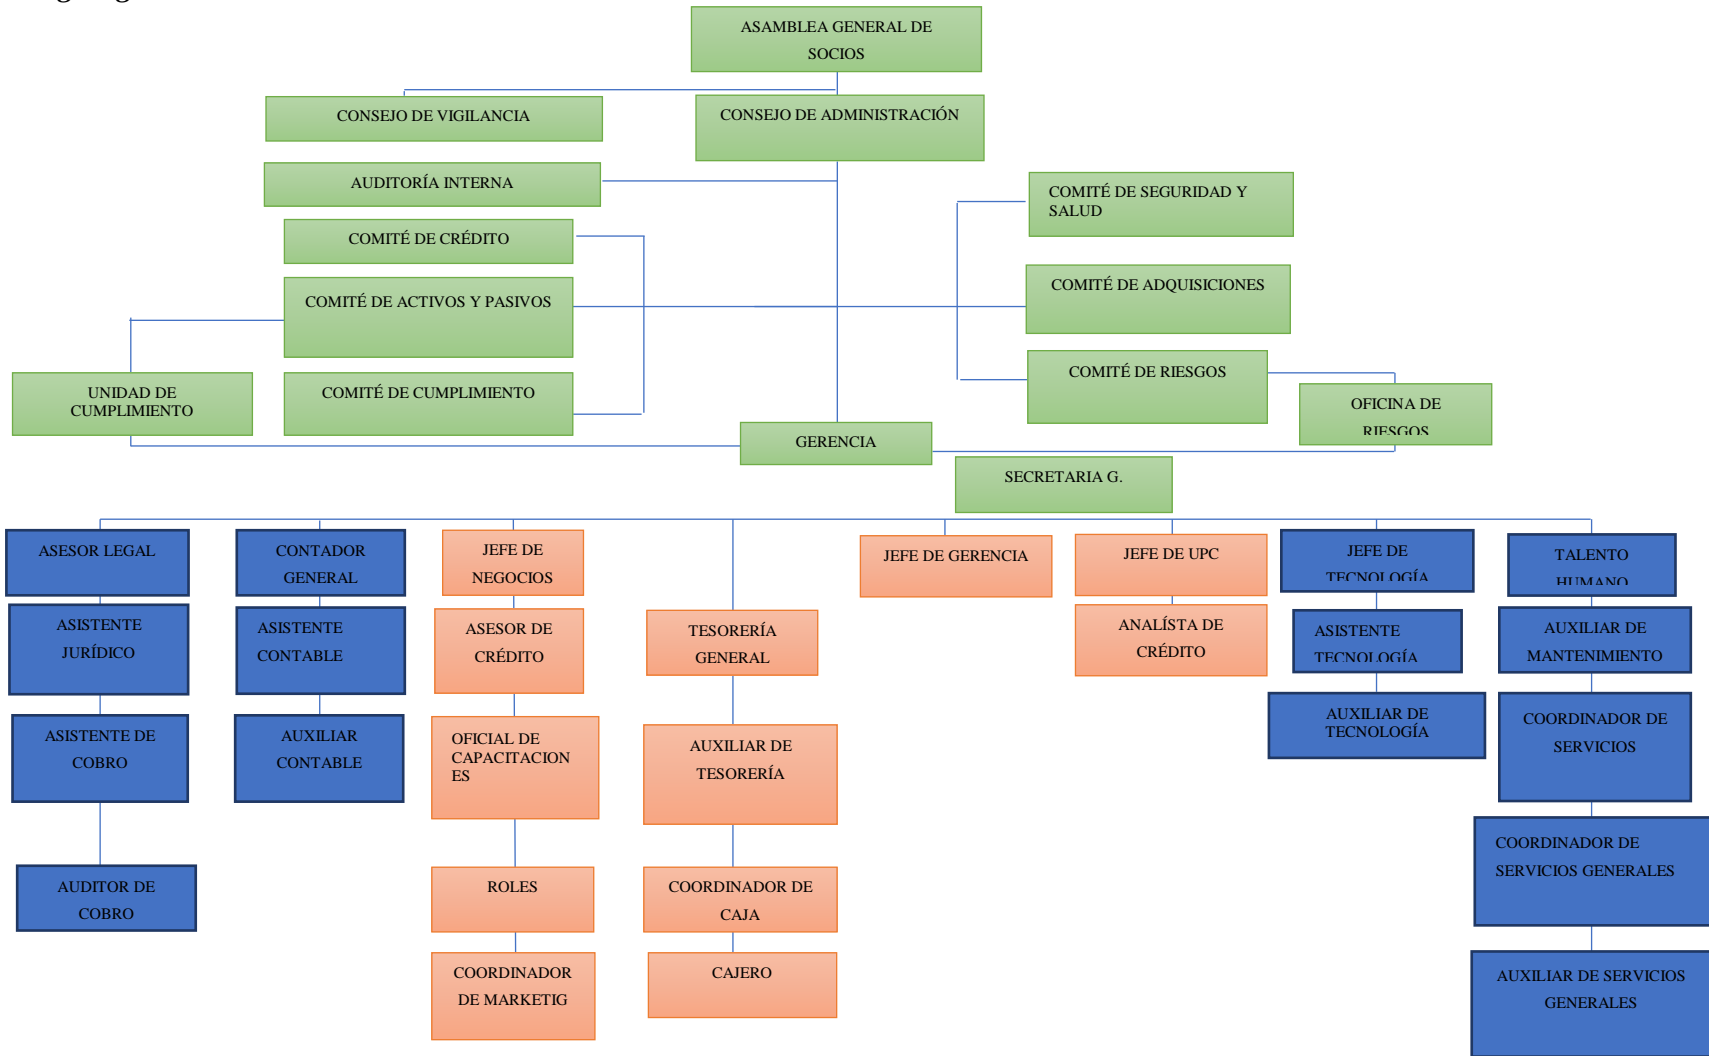 ASAMBLEA GENERAL DE
SOCIOS
CONSEJO DE VIGILANCIA
CONSEJO DE ADMINISTRACIÓN
AUDITORÍA INTERNA
COMITÉ DE SEGURIDAD Y
SALUD
COMITÉ DE CRÉDITO
COMITÉ DE ACTIVOS Y PASIVOS
COMITÉ DE ADQUISICIONES
UNIDAD DE
CUMPLIMIENTO
COMITÉ DE CUMPLIMIENTO
COMITÉ DE RIESGOS
OFICINA DE
RIESGOS
GERENCIA
SECRETARIA G.
ASESOR LEGAL
CONTADOR
GENERAL
JEFE DE
NEGOCIOS
JEFE DE GERENCIA
JEFE DE UPC
JEFE DE
TECNOLOGÍA
TALENTO
HUMANO
ASISTENTE
JURÍDICO
ASISTENTE
CONTABLE
ASESOR DE
CRÉDITO
TESORERÍA
GENERAL
ANALÍSTA DE
CRÉDITO
ASISTENTE
TECNOLOGÍA
AUXILIAR DE
MANTENIMIENTO
ASISTENTE DE
COBRO
AUXILIAR
CONTABLE
OFICIAL DE
CAPACITACION
ES
AUXILIAR DE
TESORERÍA
AUXILIAR DE
TECNOLOGÍA
COORDINADOR DE
SERVICIOS
AUDITOR DE
COBRO
ROLES
COORDINADOR DE
CAJA
COORDINADOR DE
SERVICIOS GENERALES
COORDINADOR
DE MARKETIG
CAJERO
AUXILIAR DE SERVICIOS
GENERALES